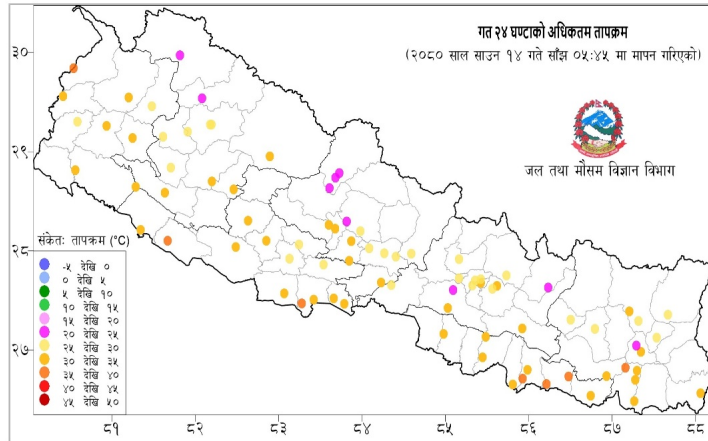 गत २४ घण्टाको अधिकतम तापक्रम
(२०८० साल साउन १४ गते साँझ ०५:४५ मा मापन गरिएको)
जल तथा मौसम विज्ञान विभाग
३०
२९
२८
२७
संकेतः तापक्रम (°C)
-५ देखि ०
० देखि ५
५ देखि १०
१० देखि १५
१५ देखि २०
२० देखि २५
२५ देखि ३०
३० देखि ३५
३५ देखि ४०
४० देखि ४५
४५ देखि ५०
८१ ८२ ८३ ८४ ८५ ८६ ८७ ८८